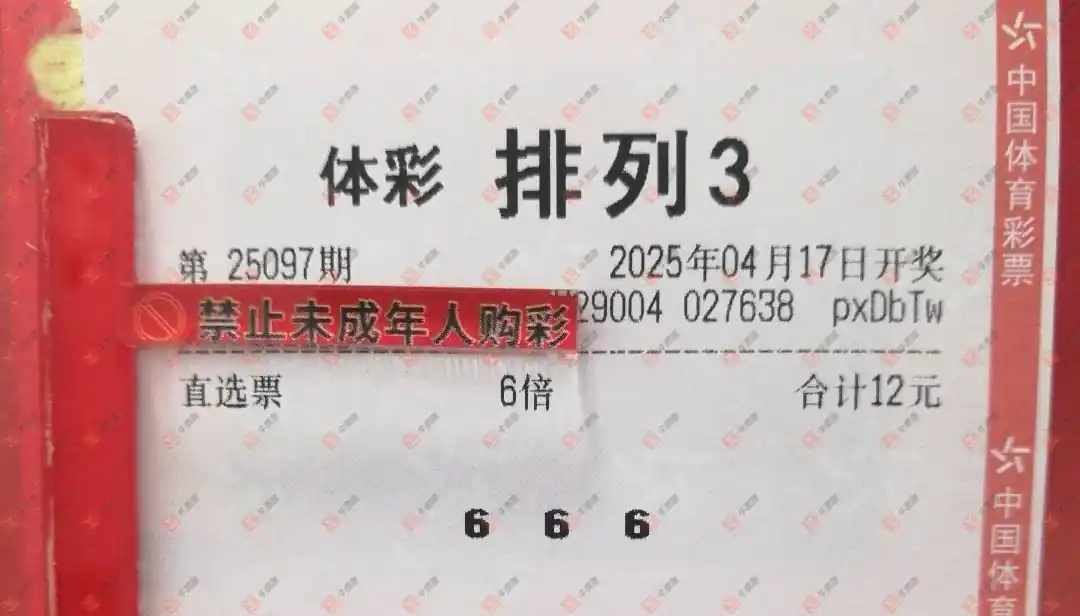 体彩 排列3
第 25097期 2025年04月17日开奖
29004 027638 pxDbTw
禁止未成年人购彩
直选票 6倍 合计12元
6 6 6
中国体育彩票
中国体育